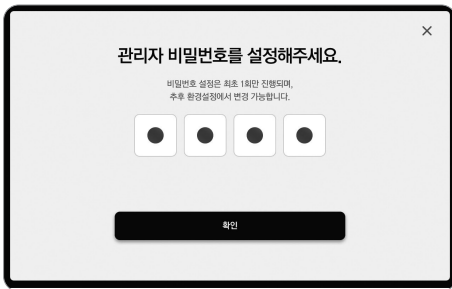 관리자 비밀번호를 설정해주세요.
비밀번호 설정은 최초 1회만 진행되며,
추후 환경설정에서 변경 가능합니다.
확인